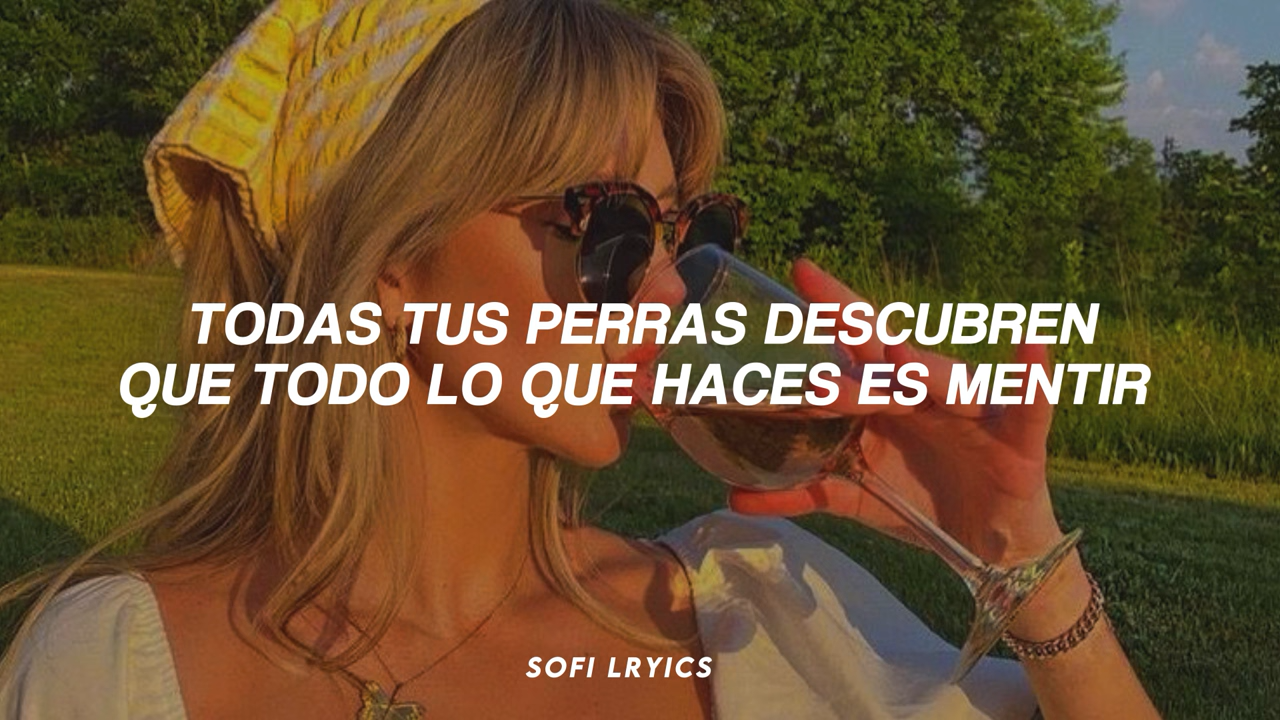 TODAS TUS PERRAS DESCUBREN
QUE TODO LO QUE HACES ES MENTIR
SOFI LRYICS